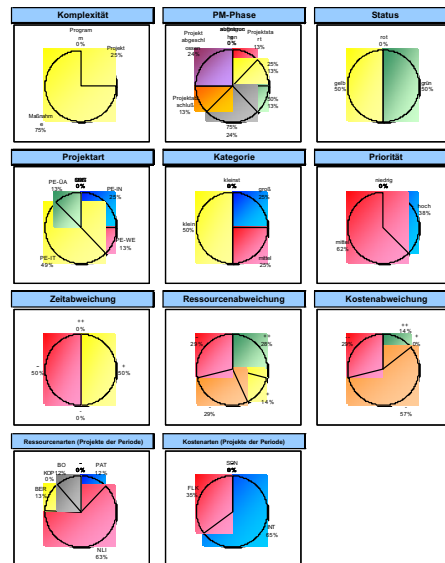 Komplexität
Program
m
0%
Projekt
25%
Maßnahm
e
75%
PM-Phase
Projekt
abgeschl
ossen
24%
0%
Projektsta
rt
13%
25%
13%
50%
13%
75%
24%
Projekta
schluß
13%
Status
rot
0%
gelb
50%
grün
50%
Projektart
0%
PE-ÜA
13%
PE-IN
25%
PE-WE
13%
PE-IT
49%
Kategorie
kleinst
0%
groß
25%
klein
50%
mittel
25%
Priorität
niedrig
0%
hoch
38%
mittel
62%
Zeitabweichung
++
0%
-
50%
+
50%
-
0%
Ressourcenabweichung
29%
++
28%
+
14%
-
29%
Kostenabweichung
++
14%
+
0%
29%
-
57%
Ressourcenarten (Projekte der Periode)
0%
BO
12%
PAT
12%
KOP
0%
BER
13%
NLI
63%
Kostenarten (Projekte der Periode)
0%
FLK
35%
INT
65%